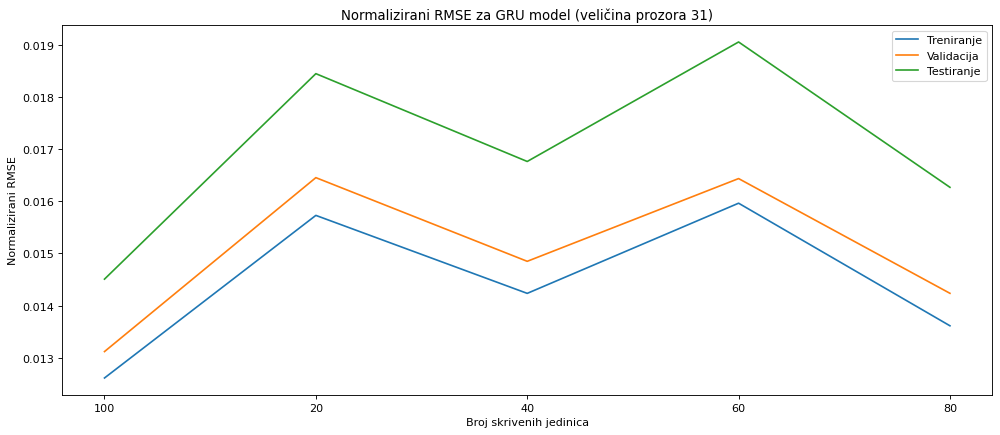 Normalizirani RMSE za GRU model (veličina prozora 31)
Treniranje
Validacija
Testiranje
Normalizirani RMSE
0.019
0.018
0.017
0.016
0.015
0.014
0.013
100 20 40 60 80
Broj skrivenih jedinica